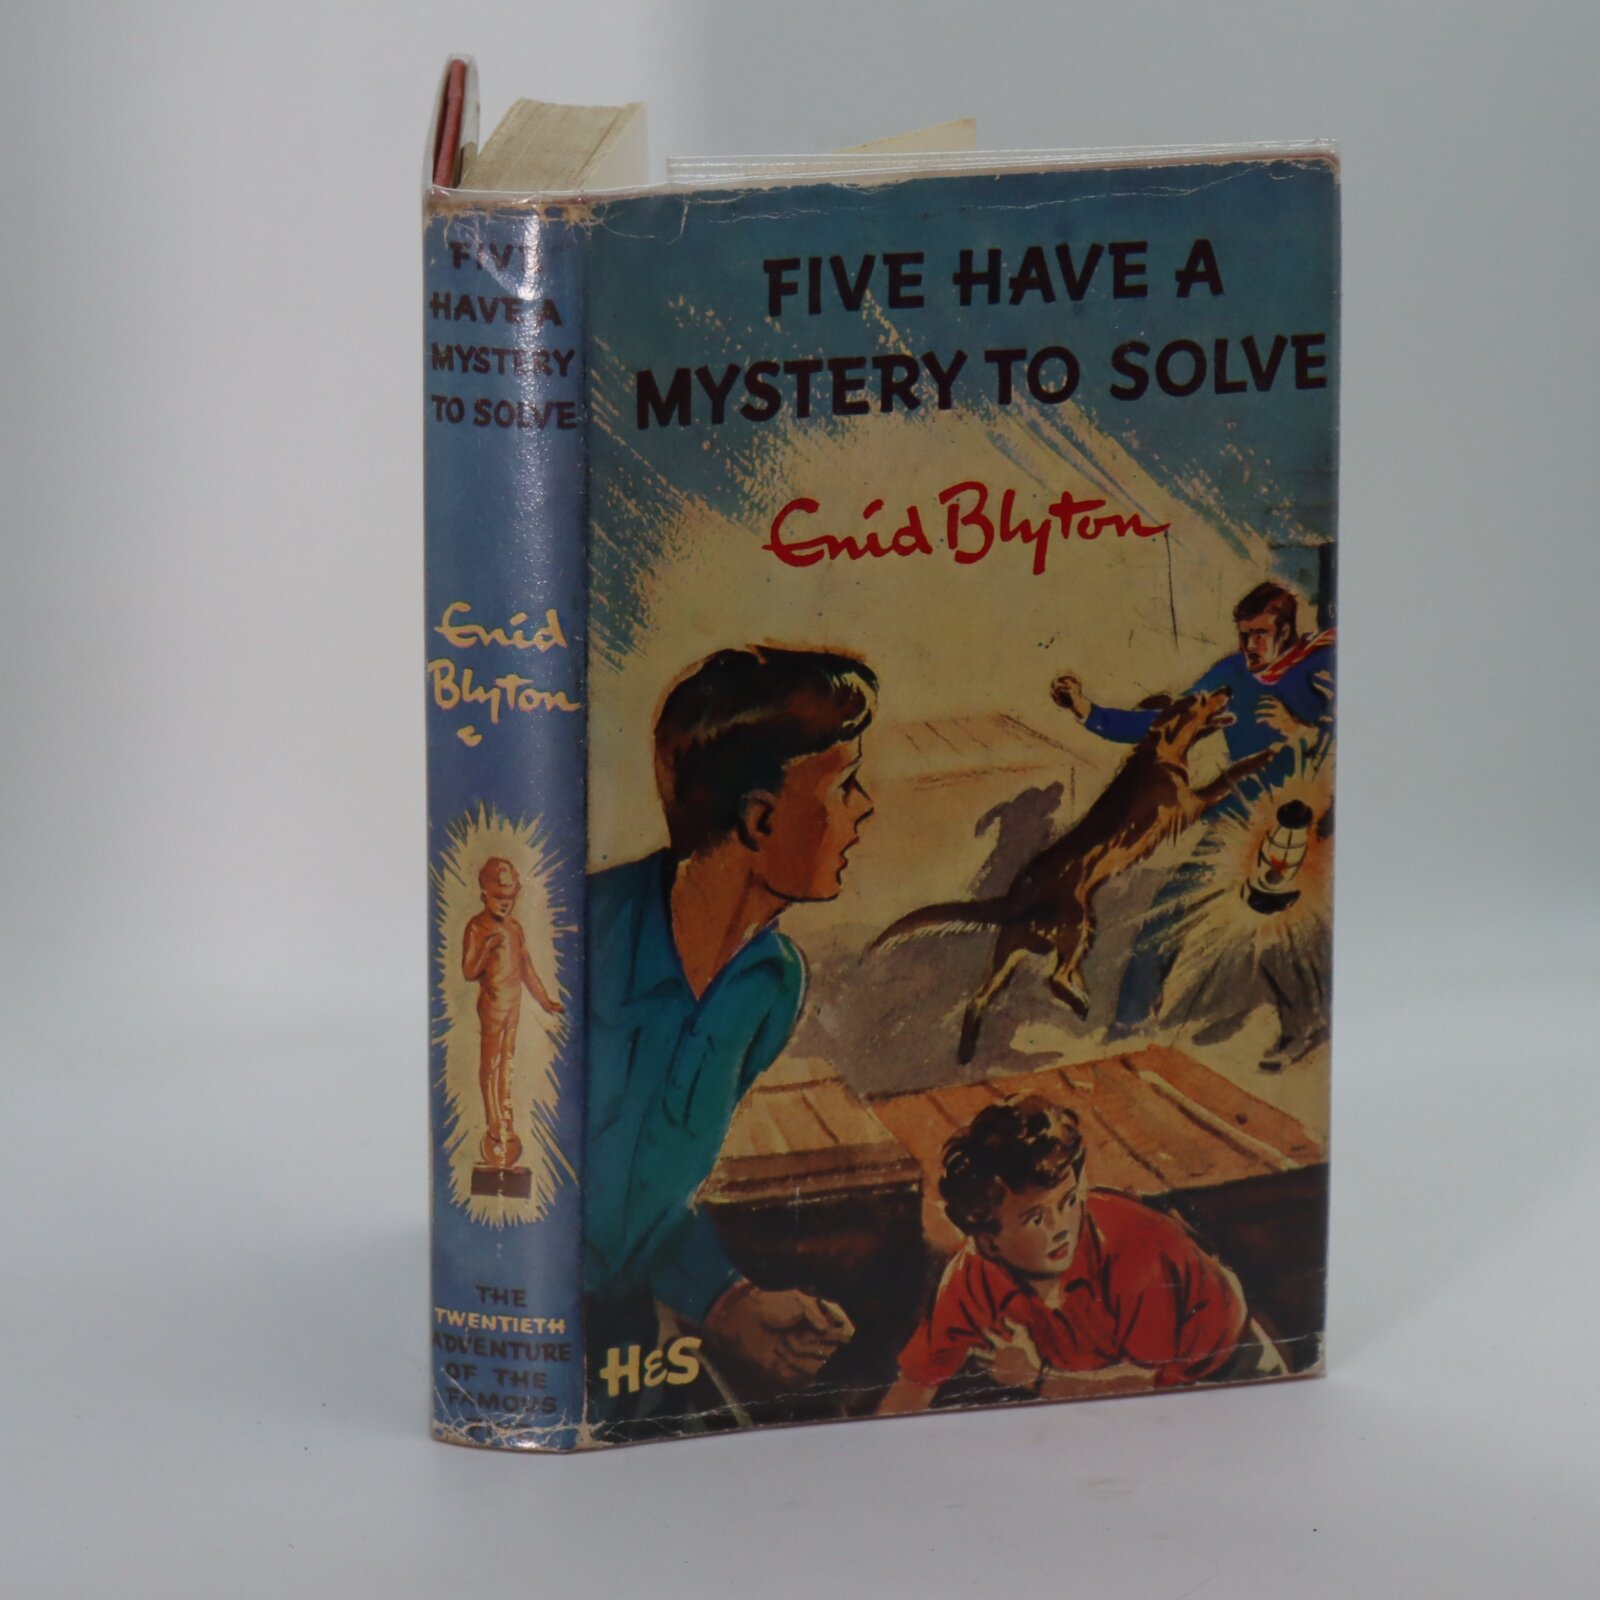 FIVE
HAVE A
MYSTERY
TO SOLVE
Enid
Blyton
THE
TWENTIETH
ADVENTURE
OF THE
FAMOUS
FIVE HAVE A
MYSTERY TO SOLVE
Enid Blyton
H&S